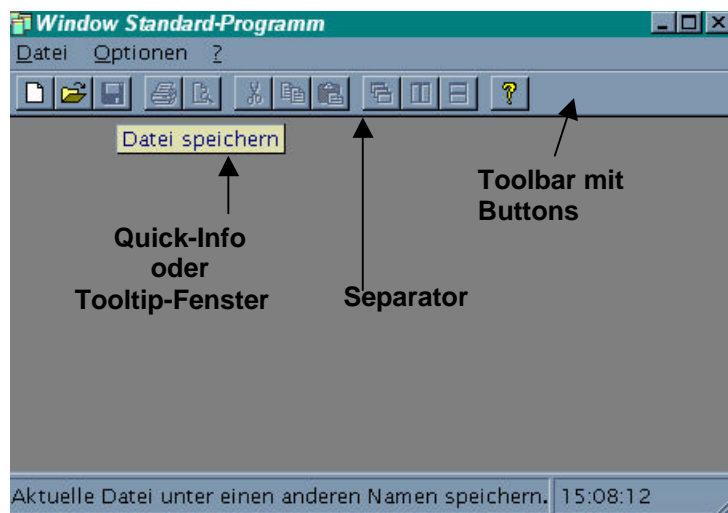 Window Standard-Programm
Datei Optionen ?
Datei speichern
Toolbar mit
Buttons
Quick-Info
oder
Tooltip-Fenster
Separator
Aktuelle Datei unter einen anderen Namen speichern. 15:08:12